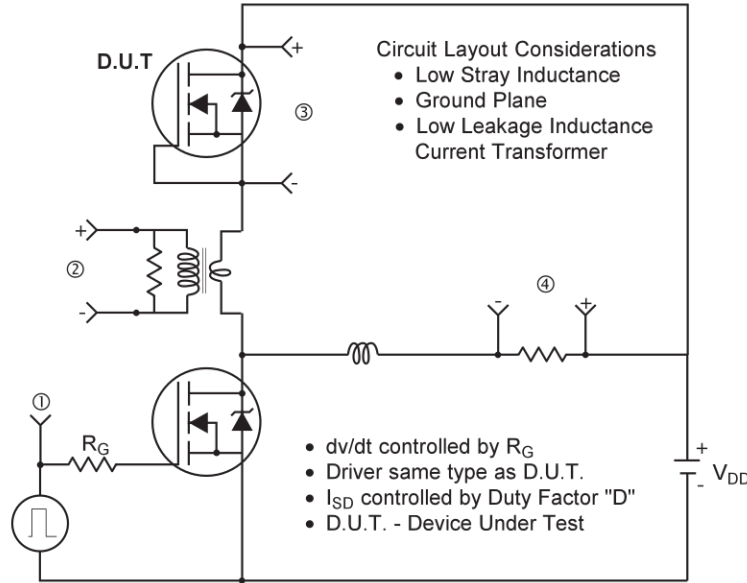 D.U.T
+
③
-
Circuit Layout Considerations
• Low Stray Inductance
• Ground Plane
• Low Leakage Inductance
Current Transformer
+
②
-
④
- +
①
R_G
• dv/dt controlled by R_G
• Driver same type as D.U.T.
• I_SD controlled by Duty Factor "D"
• D.U.T. - Device Under Test
+
V_DD
-